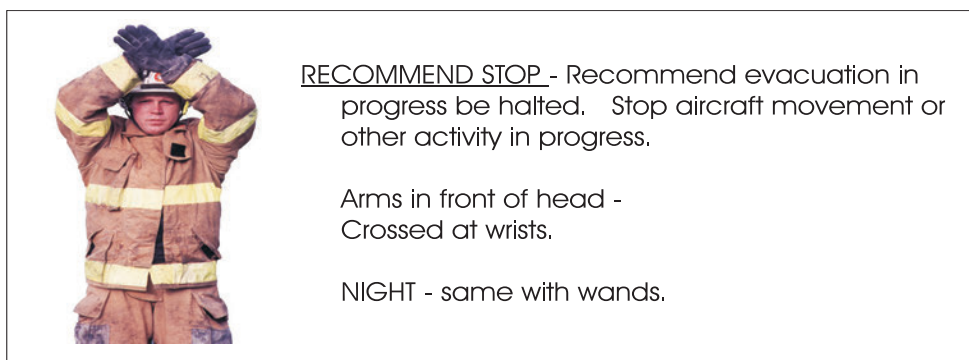 RECOMMEND STOP - Recommend evacuation in
progress be halted. Stop aircraft movement or
other activity in progress.
Arms in front of head -
Crossed at wrists.
NIGHT - same with wands.